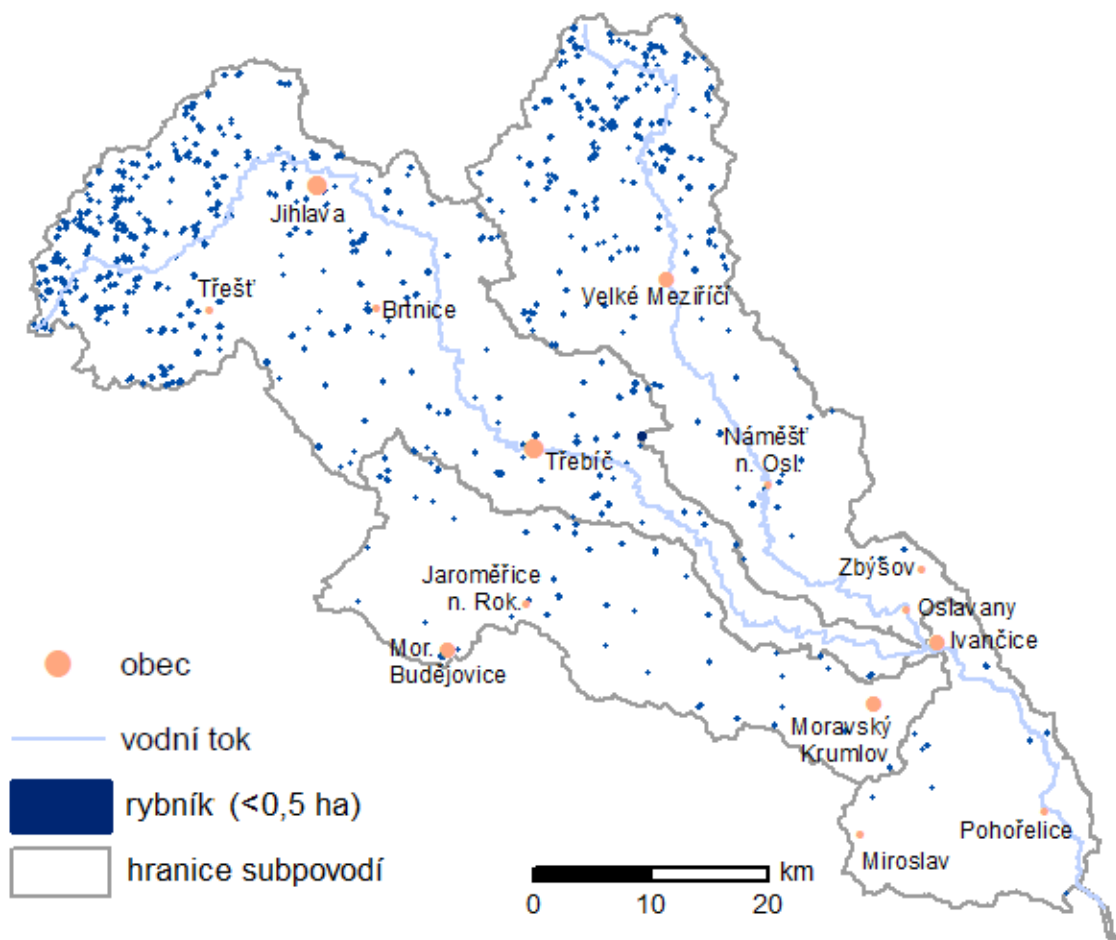 Jihlava
Třešť
Brtnice
Velké Meziříčí
Náměšť
n. Osl.
Třebíč
Zbýšov
Jaroměřice
n. Rok.
Oslavany
Ivančice
Mor.
Budějovice
Moravský
Krumlov
Pohořelice
Miroslav
obec
vodní tok
rybník (<0,5 ha)
hranice subpovodí
km
0 10 20